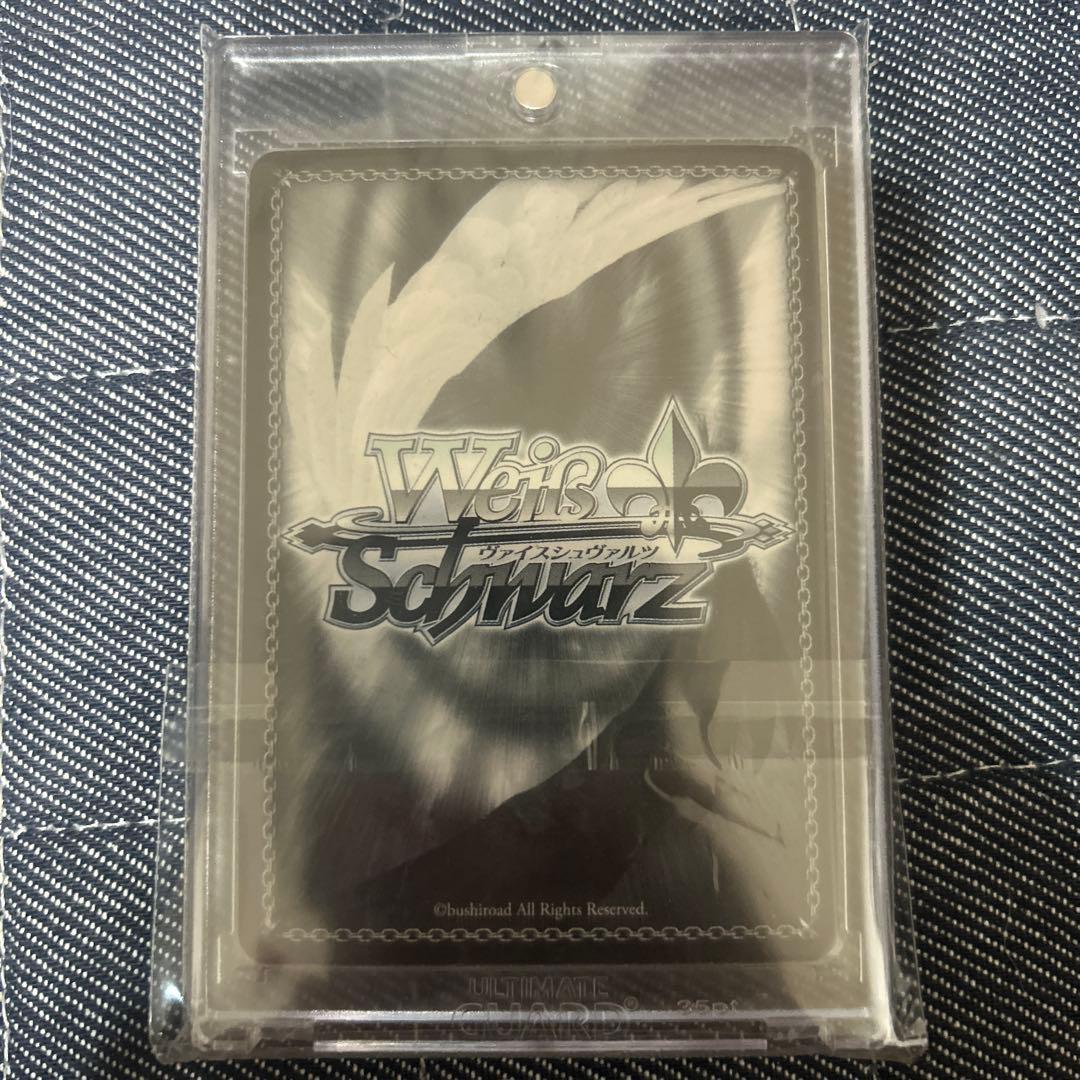 Weiß
ヴァイスシュヴァルツ
Schwarz
©bushiroad All Rights Reserved.
ULTIMATE
GUARD®
35pt